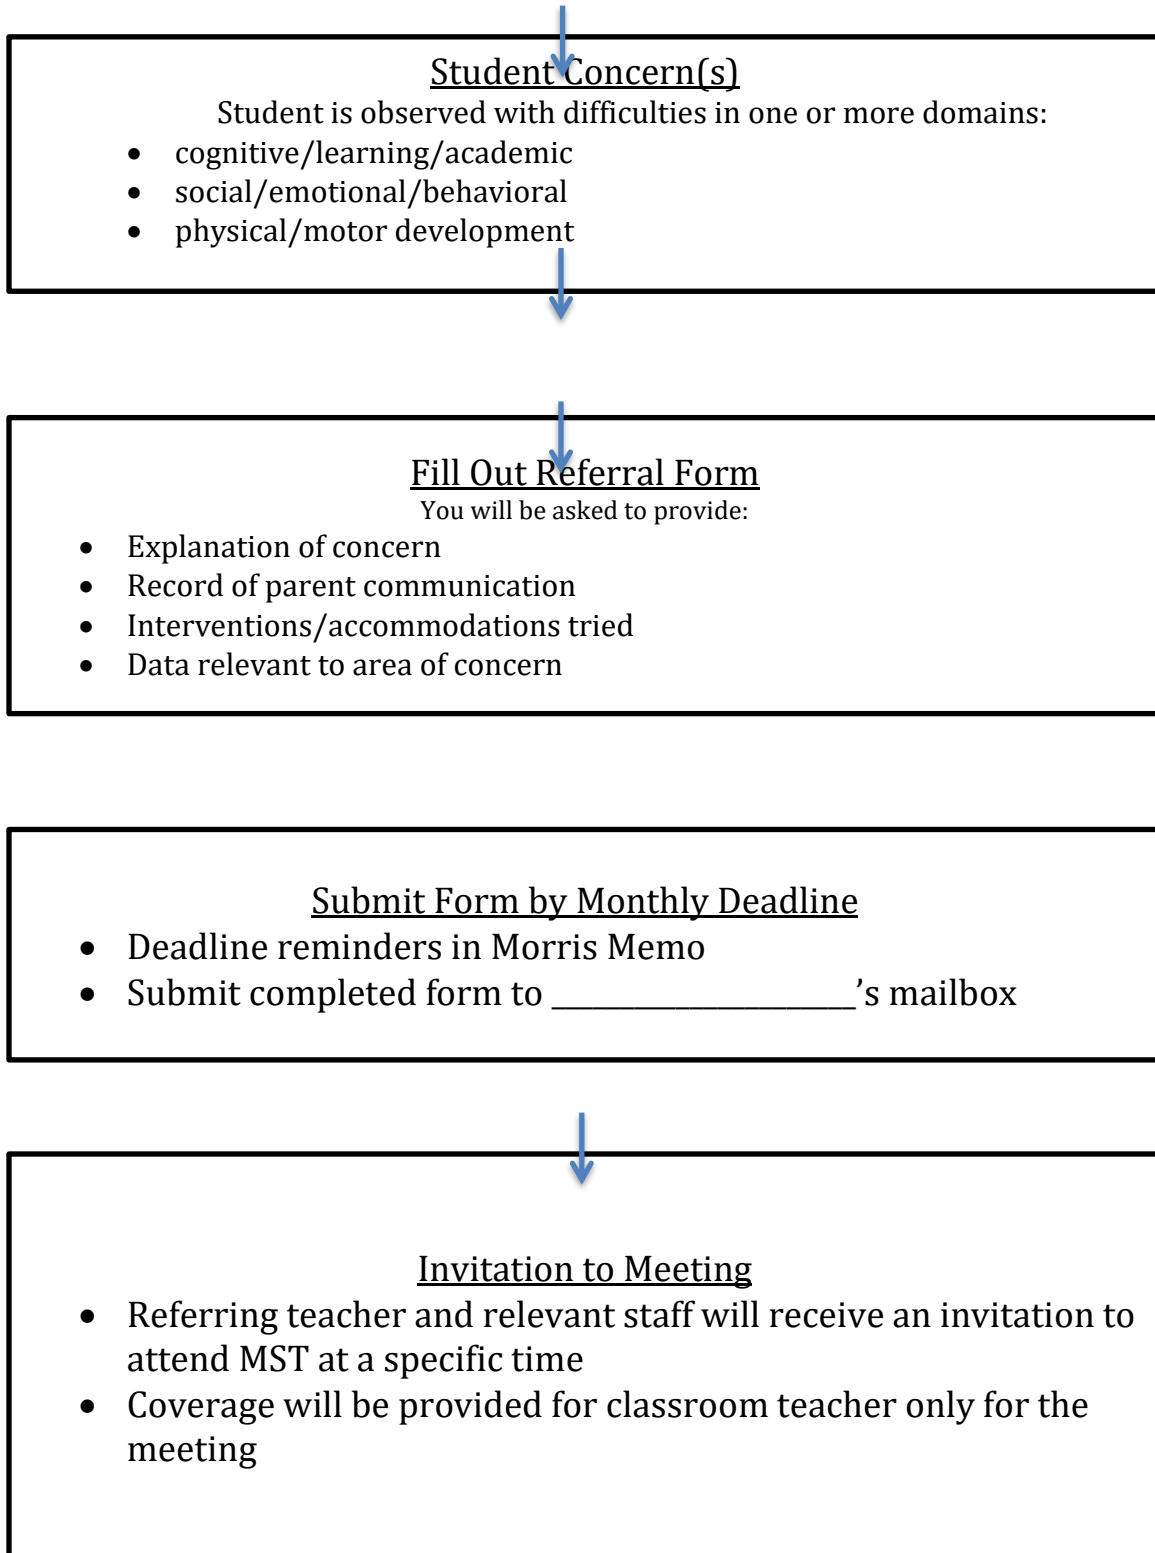 Student Concern(s)
Student is observed with difficulties in one or more domains:
• cognitive/learning/academic
• social/emotional/behavioral
• physical/motor development
Fill Out Referral Form
You will be asked to provide:
• Explanation of concern
• Record of parent communication
• Interventions/accommodations tried
• Data relevant to area of concern
Submit Form by Monthly Deadline
• Deadline reminders in Morris Memo
• Submit completed form to ______________________’s mailbox
Invitation to Meeting
• Referring teacher and relevant staff will receive an invitation to
attend MST at a specific time
• Coverage will be provided for classroom teacher only for the
meeting